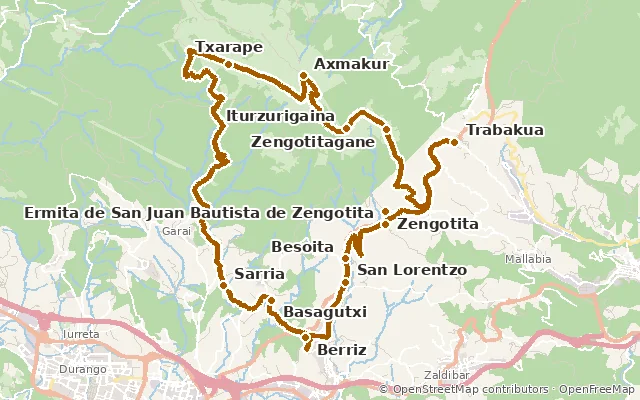 Txarape
Axmakur
Iturzurigaina
Trabakua
Zengotitagane
Ermita de San Juan Bautista de Zengotita
Zengotita
Garai
Besoita
Mallabia
San Lorentzo
Sarria
Basagutxi
Iurreta
Berriz
Durango
Zaldibar
© OpenStreetMap contributors - OpenFreeMap